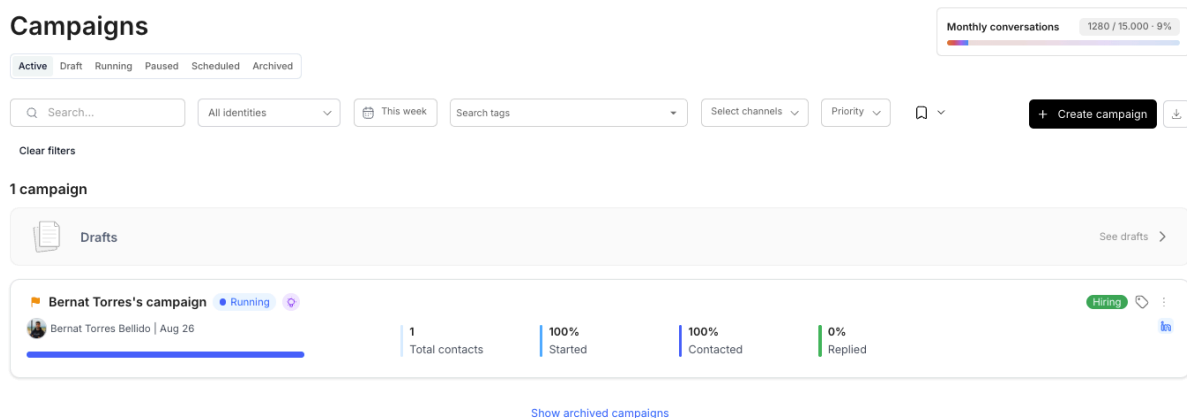 Campaigns
Monthly conversations 1280 / 15.000 · 9%
Active Draft Running Paused Scheduled Archived
Search... All identities This week Search tags Select channels Priority + Create campaign
Clear filters
1 campaign
Drafts See drafts
Bernat Torres's campaign Running Hiring
Bernat Torres Bellido | Aug 26
1 100% 100% 0%
Total contacts Started Contacted Replied
in
Show archived campaigns